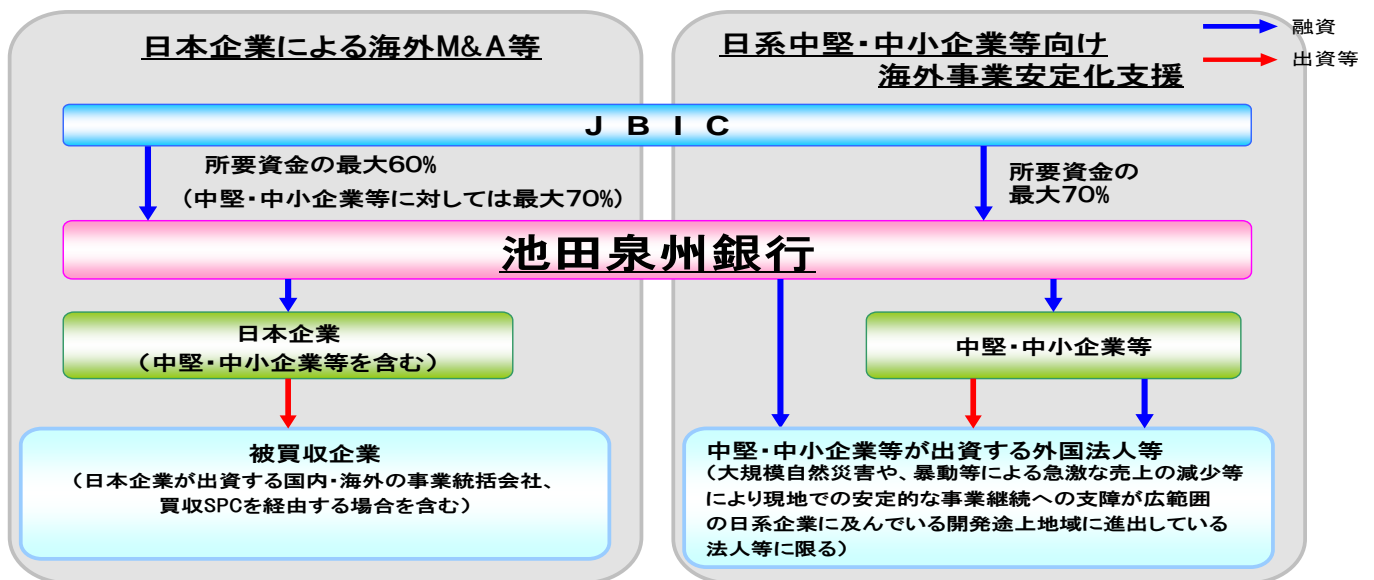 日本企業による海外M&A等
日系中堅・中小企業等向け
海外事業安定化支援
融資
出資等
JBIC
所要資金の最大60%
（中堅・中小企業等に対しては最大70%）
所要資金の
最大70%
池田泉州銀行
日本企業
（中堅・中小企業等を含む）
中堅・中小企業等
被買収企業
（日本企業が出資する国内・海外の事業統括会社、
買収SPCを経由する場合を含む）
中堅・中小企業等が出資する外国法人等
（大規模自然災害や、暴動等による急激な売上の減少等
により現地での安定的な事業継続への支障が広範囲
の日系企業に及んでいる開発途上地域に進出している
法人等に限る）